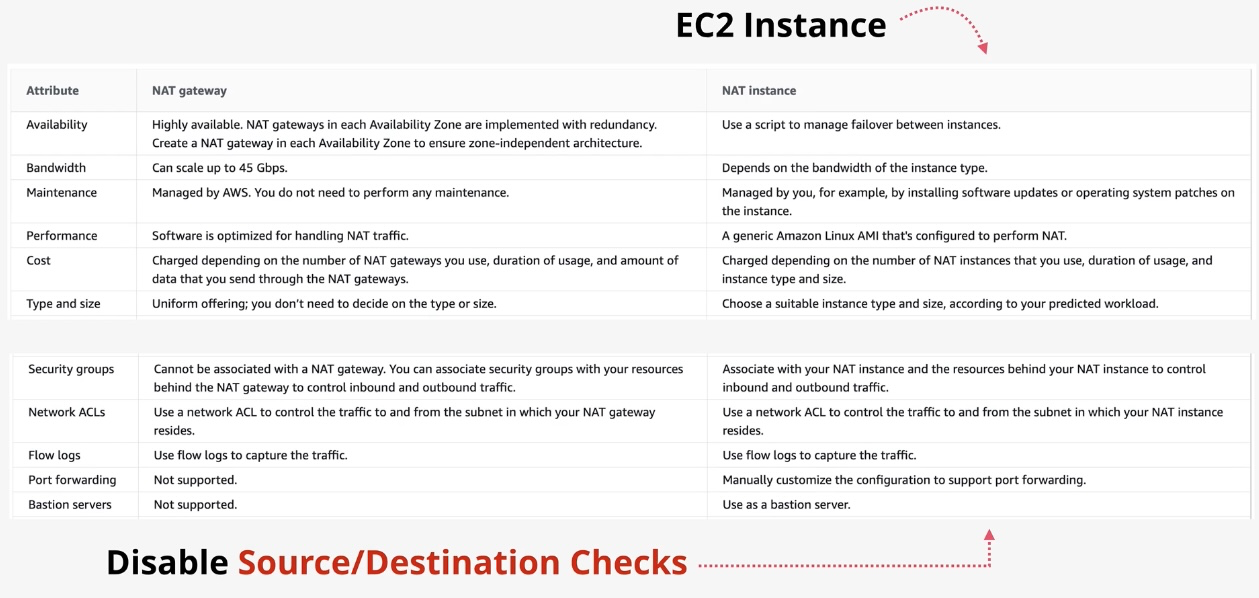 EC2 Instance
Attribute NAT gateway NAT instance
Availability Highly available. NAT gateways in each Availability Zone are implemented with redundancy. Use a script to manage failover between instances.
Create a NAT gateway in each Availability Zone to ensure zone-independent architecture.
Bandwidth Can scale up to 45 Gbps. Depends on the bandwidth of the instance type.
Maintenance Managed by AWS. You do not need to perform any maintenance. Managed by you, for example, by installing software updates or operating system patches on
the instance.
Performance Software is optimized for handling NAT traffic. A generic Amazon Linux AMI that's configured to perform NAT.
Cost Charged depending on the number of NAT gateways you use, duration of usage, and amount of Charged depending on the number of NAT instances that you use, duration of usage, and
data that you send through the NAT gateways. instance type and size.
Type and size Uniform offering; you don’t need to decide on the type or size. Choose a suitable instance type and size, according to your predicted workload.
Security groups Cannot be associated with a NAT gateway. You can associate security groups with your resources Associate with your NAT instance and the resources behind your NAT instance to control
behind the NAT gateway to control inbound and outbound traffic. inbound and outbound traffic.
Network ACLs Use a network ACL to control the traffic to and from the subnet in which your NAT gateway Use a network ACL to control the traffic to and from the subnet in which your NAT instance
resides. resides.
Flow logs Use flow logs to capture the traffic. Use flow logs to capture the traffic.
Port forwarding Not supported. Manually customize the configuration to support port forwarding.
Bastion servers Not supported. Use as a bastion server.
Disable Source/Destination Checks